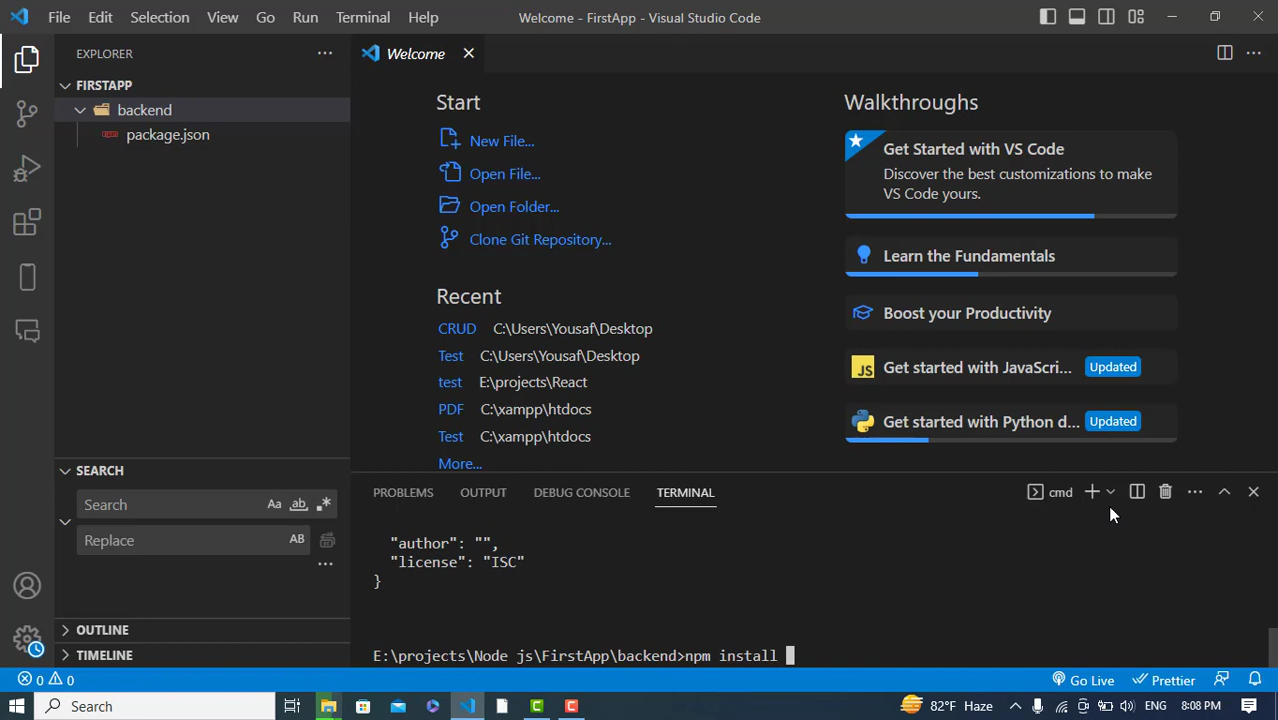 File Edit Selection View Go Run Terminal Help
Welcome - FirstApp - Visual Studio Code
EXPLORER
FIRSTAPP
backend
package.json
SEARCH
Search
Aa ab
Replace
AB
OUTLINE
TIMELINE
Welcome
Start
New File...
Open File...
Open Folder...
Clone Git Repository...
Recent
CRUD C:\Users\Yousaf\Desktop
Test C:\Users\Yousaf\Desktop
test E:\projects\React
PDF C:\xampp\htdocs
Test C:\xampp\htdocs
More...
Walkthroughs
Get Started with VS Code
Discover the best customizations to make
VS Code yours.
Learn the Fundamentals
Boost your Productivity
JS Get started with JavaScri... Updated
Get started with Python d... Updated
PROBLEMS OUTPUT DEBUG CONSOLE TERMINAL
cmd
"author": "",
"license": "ISC"
}
E:\projects\Node js\FirstApp\backend>npm install
0 0
Go Live Prettier
Search
82°F Haze
8:08 PM